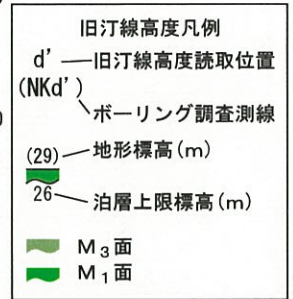 旧汀線高度凡例
d' 旧汀線高度読取位置
(NKd')
ボーリング調査測線
(29) 地形標高(m)
26 泊層上限標高(m)
M₃面
M₁面